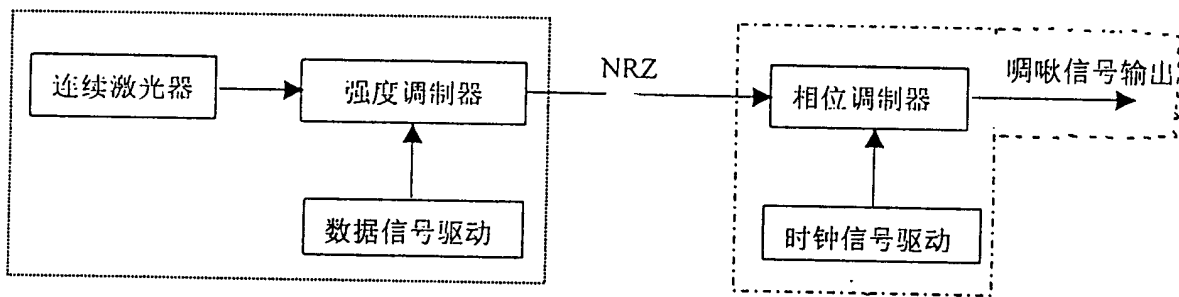 连续激光器
强度调制器
NRZ
相位调制器
啁啾信号输出
数据信号驱动
时钟信号驱动